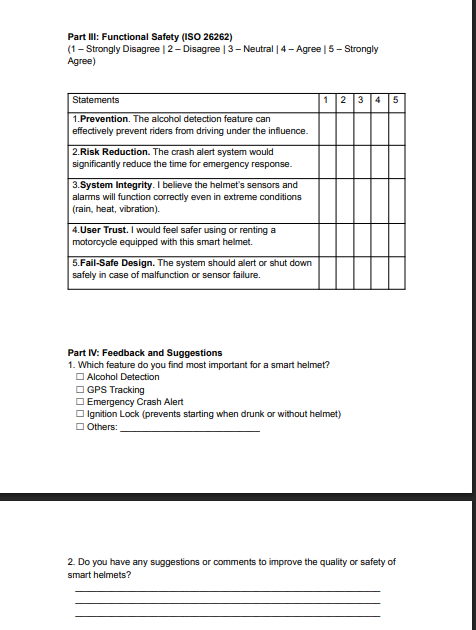 Part III: Functional Safety (ISO 26262)
(1 – Strongly Disagree | 2 – Disagree | 3 – Neutral | 4 – Agree | 5 – Strongly
Agree)
Statements 1 2 3 4 5
1.Prevention. The alcohol detection feature can
effectively prevent riders from driving under the influence.
2.Risk Reduction. The crash alert system would
significantly reduce the time for emergency response.
3.System Integrity. I believe the helmet's sensors and
alarms will function correctly even in extreme conditions
(rain, heat, vibration).
4.User Trust. I would feel safer using or renting a
motorcycle equipped with this smart helmet.
5.Fail-Safe Design. The system should alert or shut down
safely in case of malfunction or sensor failure.
Part IV: Feedback and Suggestions
1. Which feature do you find most important for a smart helmet?
☐ Alcohol Detection
☐ GPS Tracking
☐ Emergency Crash Alert
☐ Ignition Lock (prevents starting when drunk or without helmet)
☐ Others: ____________________________
2. Do you have any suggestions or comments to improve the quality or safety of
smart helmets?